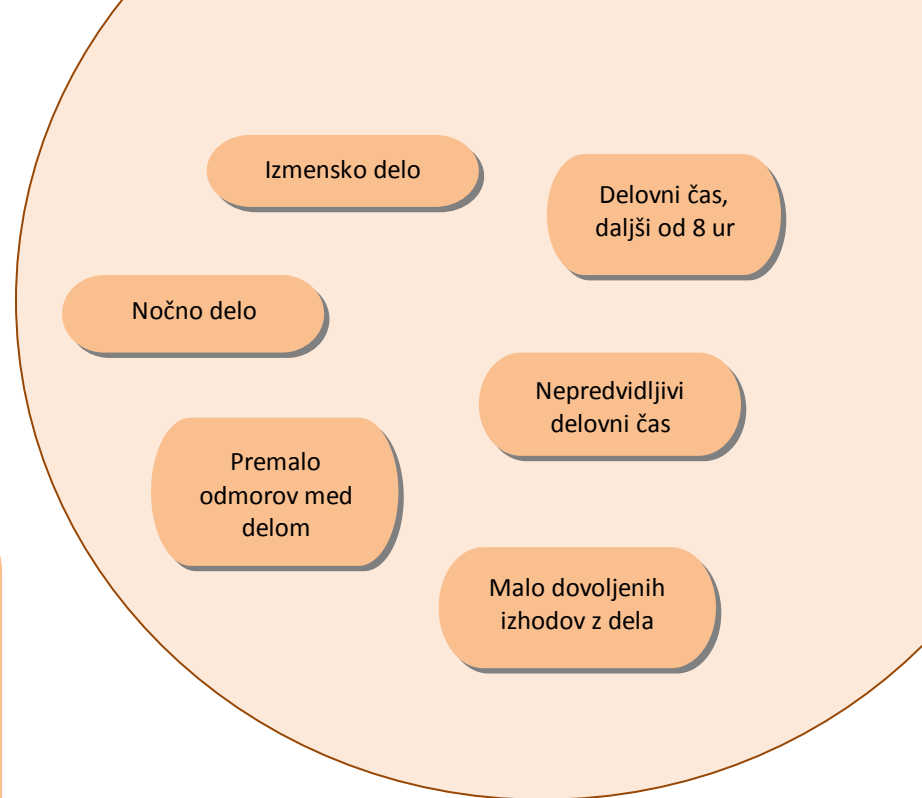 Izmensko delo
Delovni čas,
daljši od 8 ur
Nočno delo
Nepredvidljivi
delovni čas
Premalo
odmorov med
delom
Malo dovoljenih
izhodov z dela